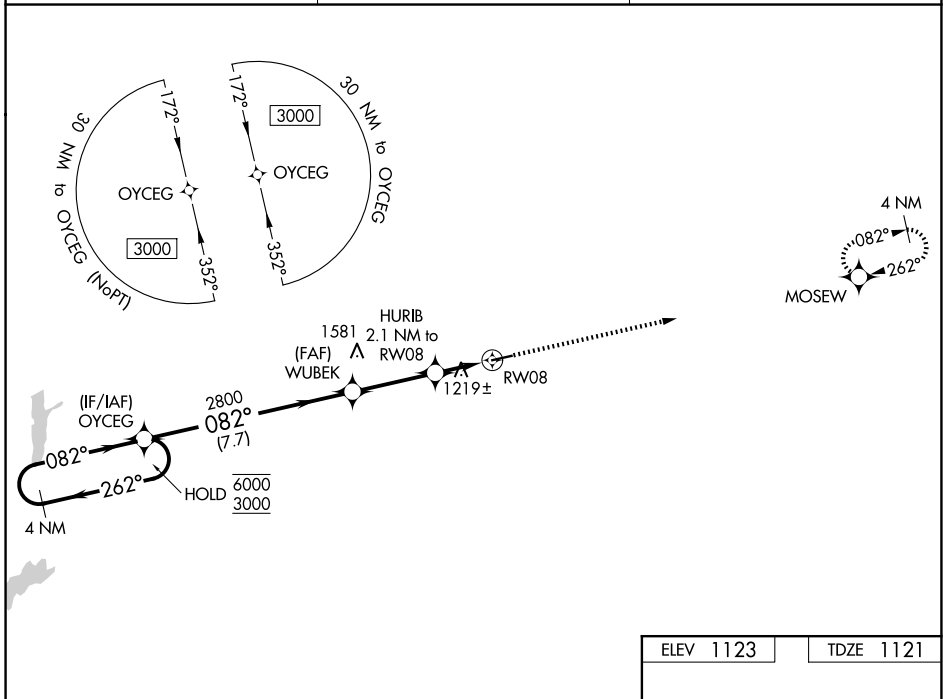 172°
OYCEG
3000
352°
30 NM to OYCEG (NoPT)
172°
3000
OYCEG
352°
30 NM to OYCEG
4 NM
082°
262°
MOSEW
HURIB
2.1 NM to
RW08
1581
(FAF)
WUBEK
1219±
RW08
(IF/IAF)
OYCEG
2800
082°
(7.7)
082°
262°
4 NM
HOLD
6000
3000
ELEV 1123
TDZE 1121